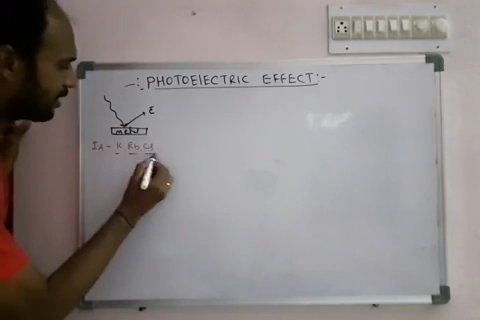 -: PHOTOELECTRIC EFFECT:-
ē
metal
IA - K, Rb, Cs